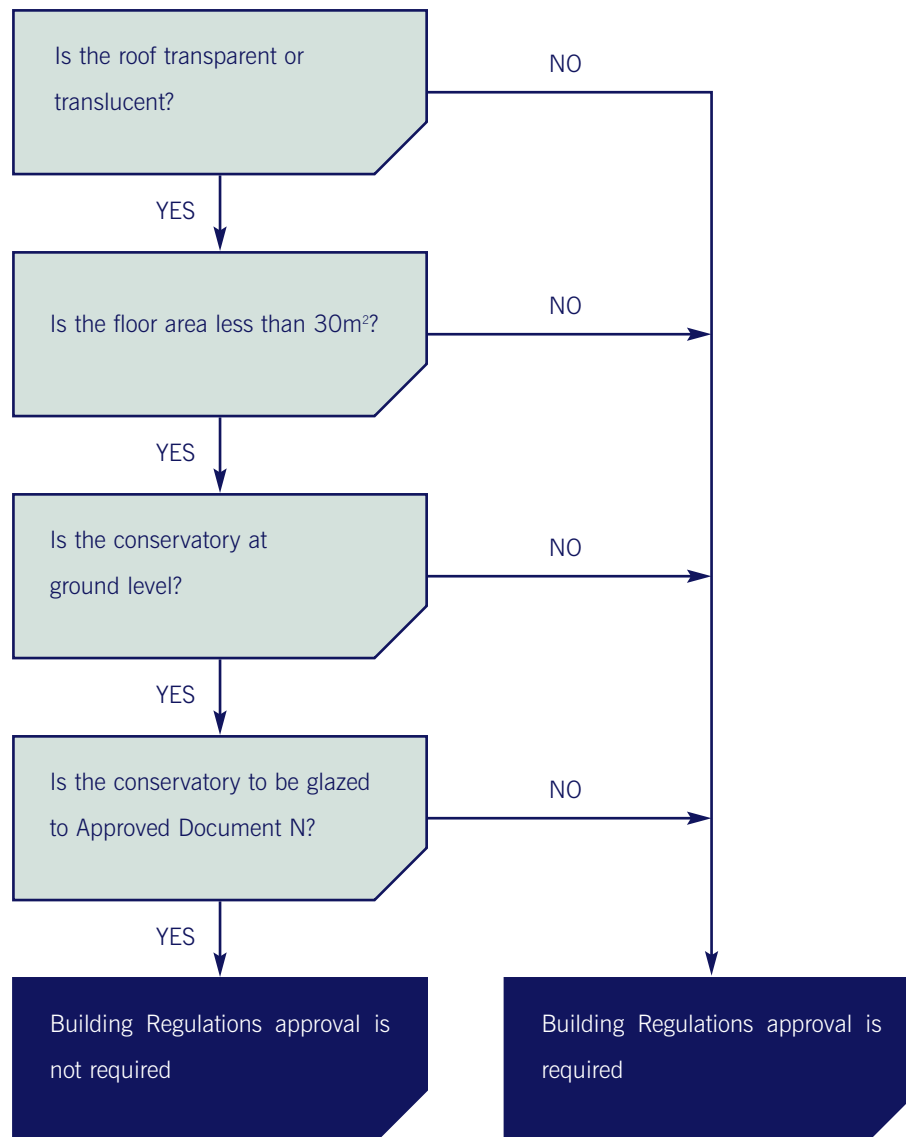 Is the roof transparent or
translucent?
NO
YES
Is the floor area less than 30m²?
NO
YES
Is the conservatory at
ground level?
NO
YES
Is the conservatory to be glazed
to Approved Document N?
NO
YES
Building Regulations approval is
not required
Building Regulations approval is
required